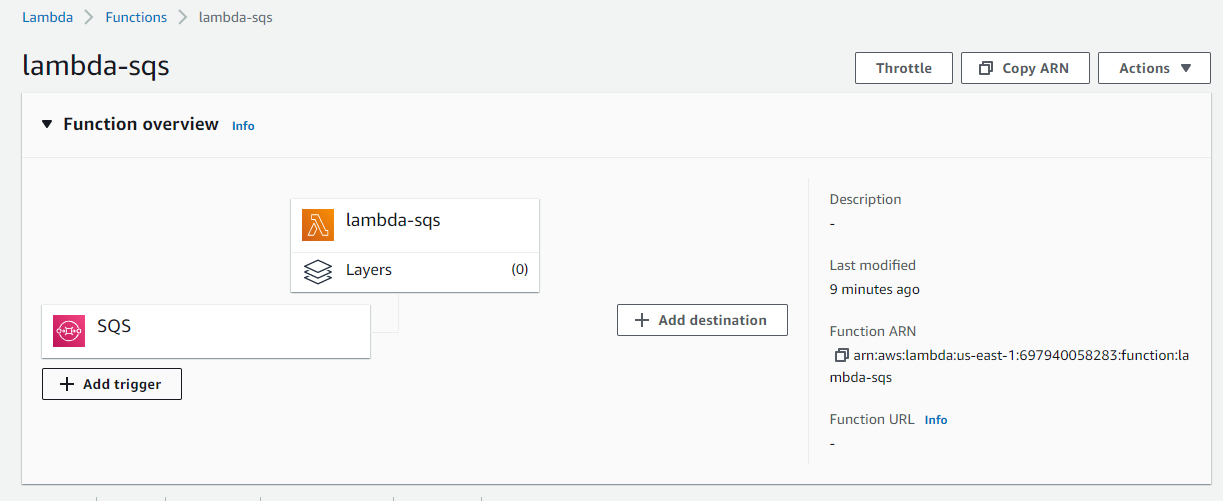 Lambda > Functions > lambda-sqs
lambda-sqs
Throttle
Copy ARN
Actions
Function overview Info
lambda-sqs
Layers (0)
SQS
Add trigger
Add destination
Description
-
Last modified
9 minutes ago
Function ARN
arn:aws:lambda:us-east-1:697940058283:function:la
mbda-sqs
Function URL Info
-